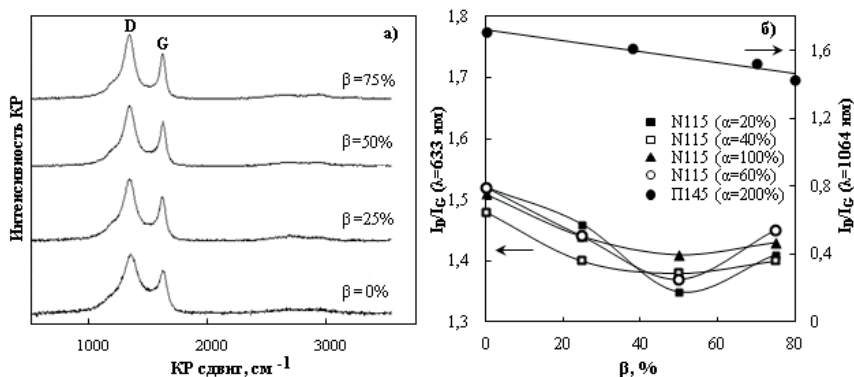 D
G
а)
β=75%
β=50%
β=25%
β=0%
Интенсивность КР
1000
2000
3000
КР сдвиг, см -1
1,8
1,7
1,6
1,5
1,4
1,3
I_D/I_G (λ=633 нм)
б)
N115 (α=20%)
N115 (α=40%)
N115 (α=100%)
N115 (α=60%)
П145 (α=200%)
1,6
1,2
0,8
0,4
0
I_D/I_G (λ=1064 нм)
0
20
40
60
80
β, %